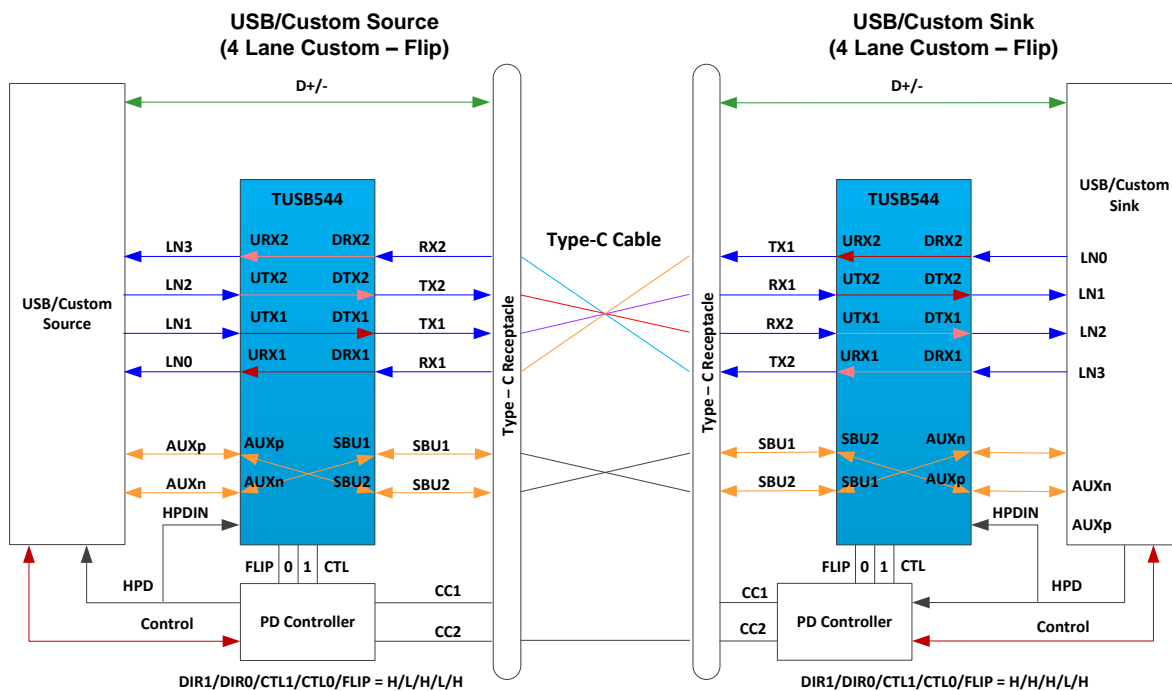 USB/Custom Source
(4 Lane Custom – Flip)
USB/Custom Sink
(4 Lane Custom – Flip)
D+/-
D+/-
TUSB544
TUSB544
USB/Custom
Source
USB/Custom
Sink
Type-C Cable
Type – C Receptacle
Type – C Receptacle
LN3 URX2 DRX2 RX2
LN2 UTX2 DTX2 TX2
LN1 UTX1 DTX1 TX1
LN0 URX1 DRX1 RX1
TX1 URX2 DRX2 LN0
RX1 UTX2 DTX2 LN1
RX2 UTX1 DTX1 LN2
TX2 URX1 DRX1 LN3
AUXp AUXp SBU1 SBU1
AUXn AUXn SBU2 SBU2
SBU1 SBU2 AUXn
SBU2 SBU1 AUXp AUXn
AUXp
HPDIN
HPDIN
FLIP 0 1 CTL
FLIP 0 1 CTL
HPD
HPD
Control
Control
PD Controller
PD Controller
CC1
CC2
CC1
CC2
DIR1/DIR0/CTL1/CTL0/FLIP = H/L/H/L/H
DIR1/DIR0/CTL1/CTL0/FLIP = H/H/H/L/H